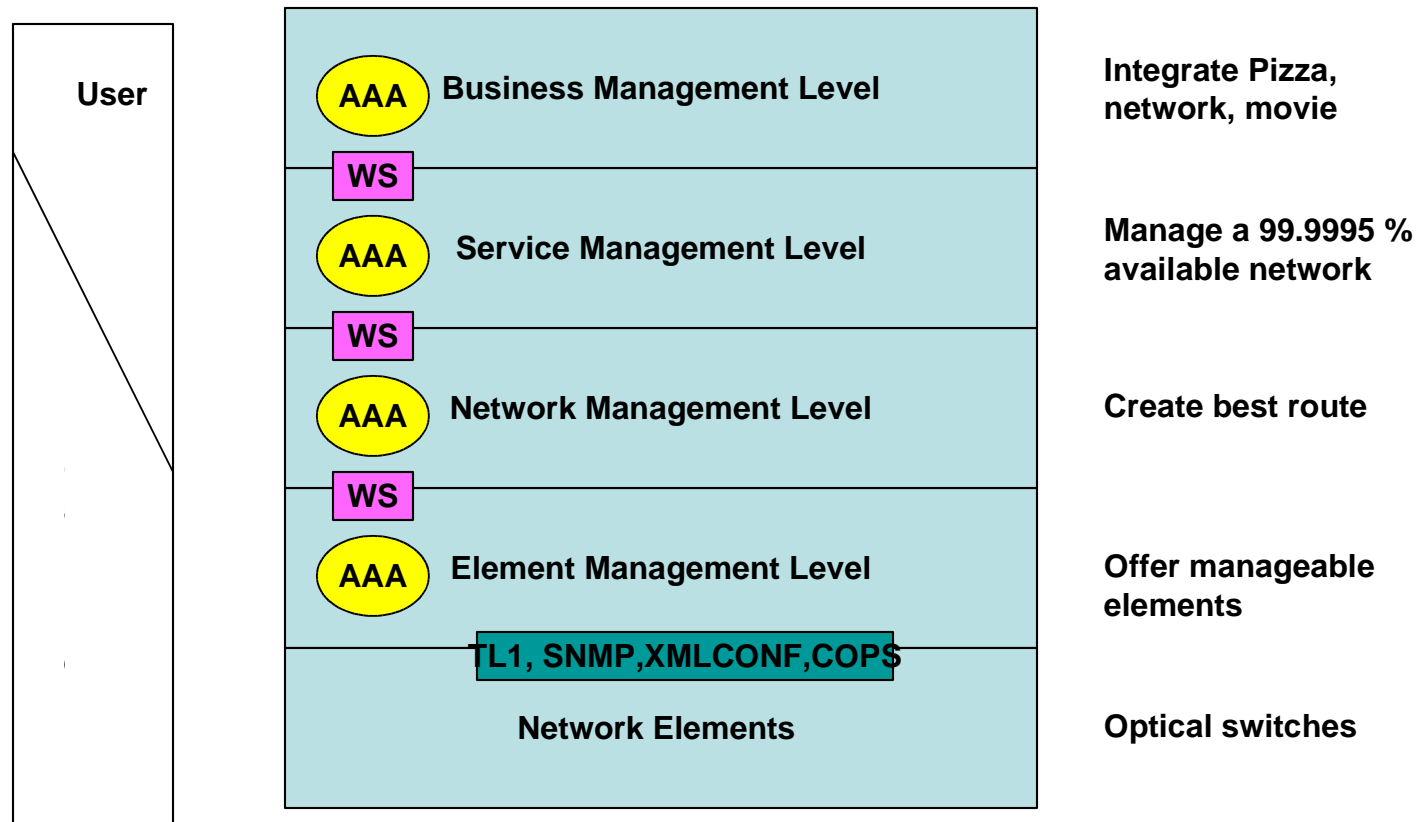 User
AAA
Business Management Level
Integrate Pizza,
network, movie
WS
AAA
Service Management Level
Manage a 99.9995 %
available network
WS
AAA
Network Management Level
Create best route
WS
AAA
Element Management Level
Offer manageable
elements
TL1, SNMP,XMLCONF,COPS
Network Elements
Optical switches